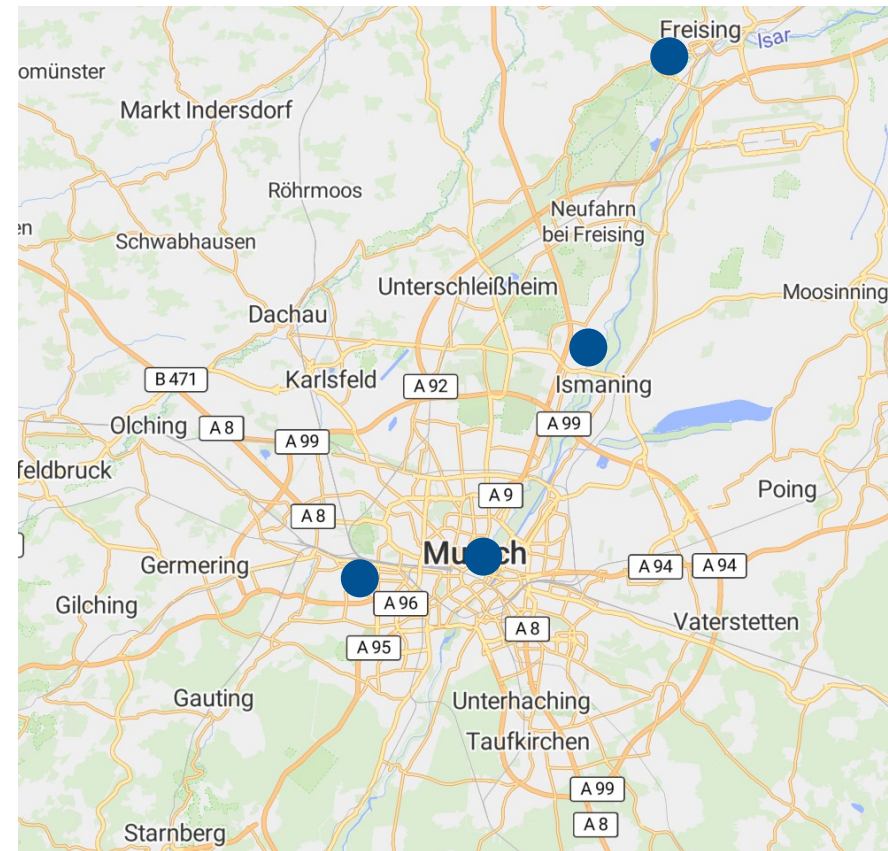 Freising
Isar
omünster
Markt Indersdorf
Röhrmoos
Neufahrn
bei Freising
en
Schwabhausen
Unterschleißheim
Moosinning
Dachau
B 471
Karlsfeld
A 92
Ismaning
Olching
A 8
A 99
A 99
feldbruck
A 9
Poing
A 8
Mu ch
Germering
A 94
A 94
Gilching
A 96
A 8
Vaterstetten
A 95
Gauting
Unterhaching
Taufkirchen
A 99
A 8
Starnberg